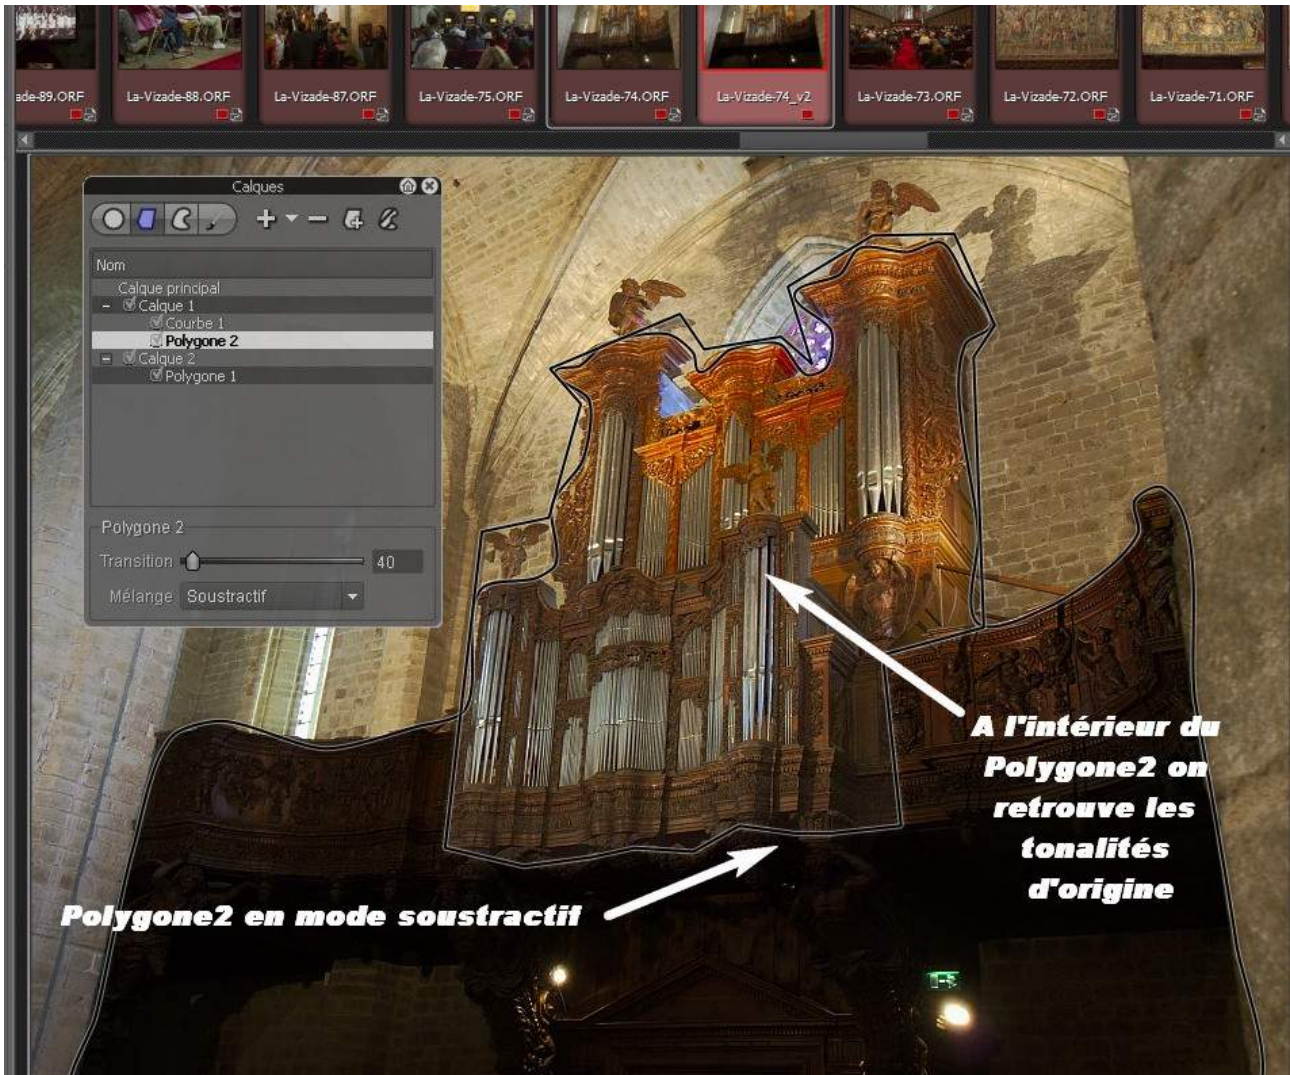 ade-89.ORF
La-Vizade-88.ORF
La-Vizade-87.ORF
La-Vizade-75.ORF
La-Vizade-74.ORF
La-Vizade-74_v2
La-Vizade-73.ORF
La-Vizade-72.ORF
La-Vizade-71.ORF
Calques
Nom
Calque principal
Calque 1
Courbe 1
Polygone 2
Calque 2
Polygone 1
Polygone 2
Transition 40
Mélange Soustractif
A l'intérieur du
Polygone2 on
retrouve les
tonalités
d'origine
Polygone2 en mode soustractif